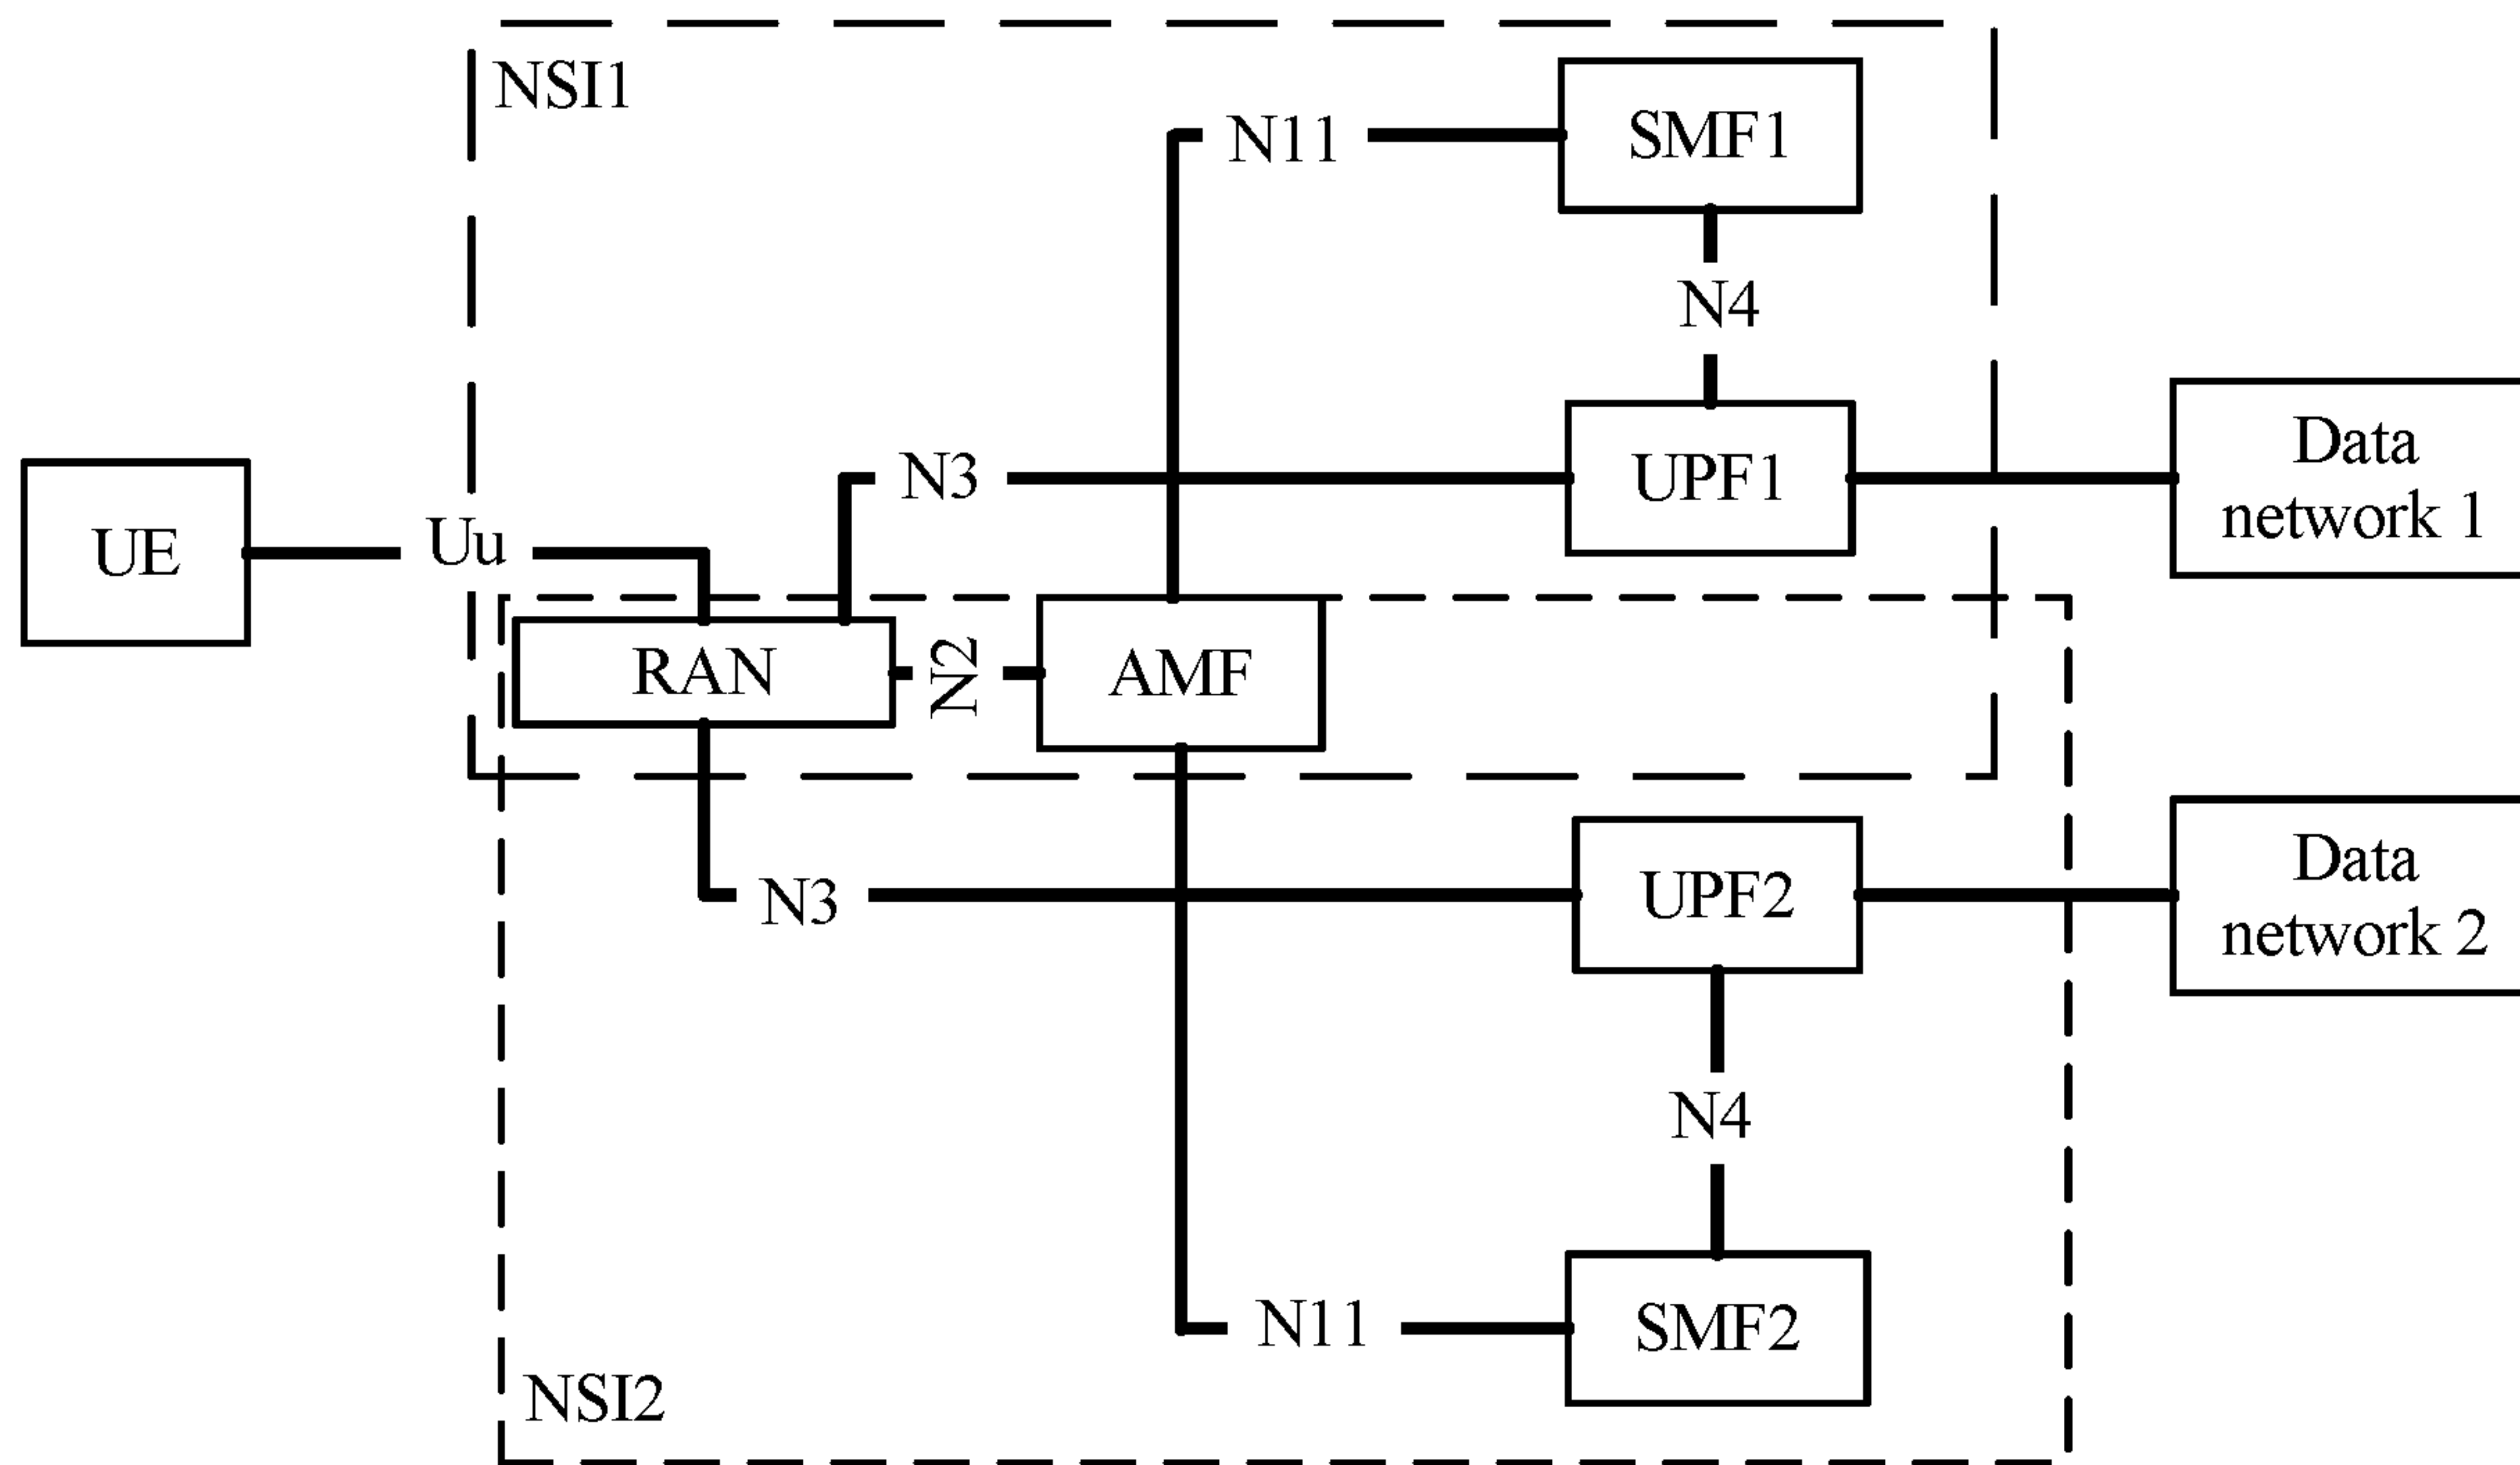 NSI1
N11
SMF1
N4
UE
Uu
N3
UPF1
Data
network 1
RAN
N2
AMF
N3
UPF2
Data
network 2
N4
N11
SMF2
NSI2